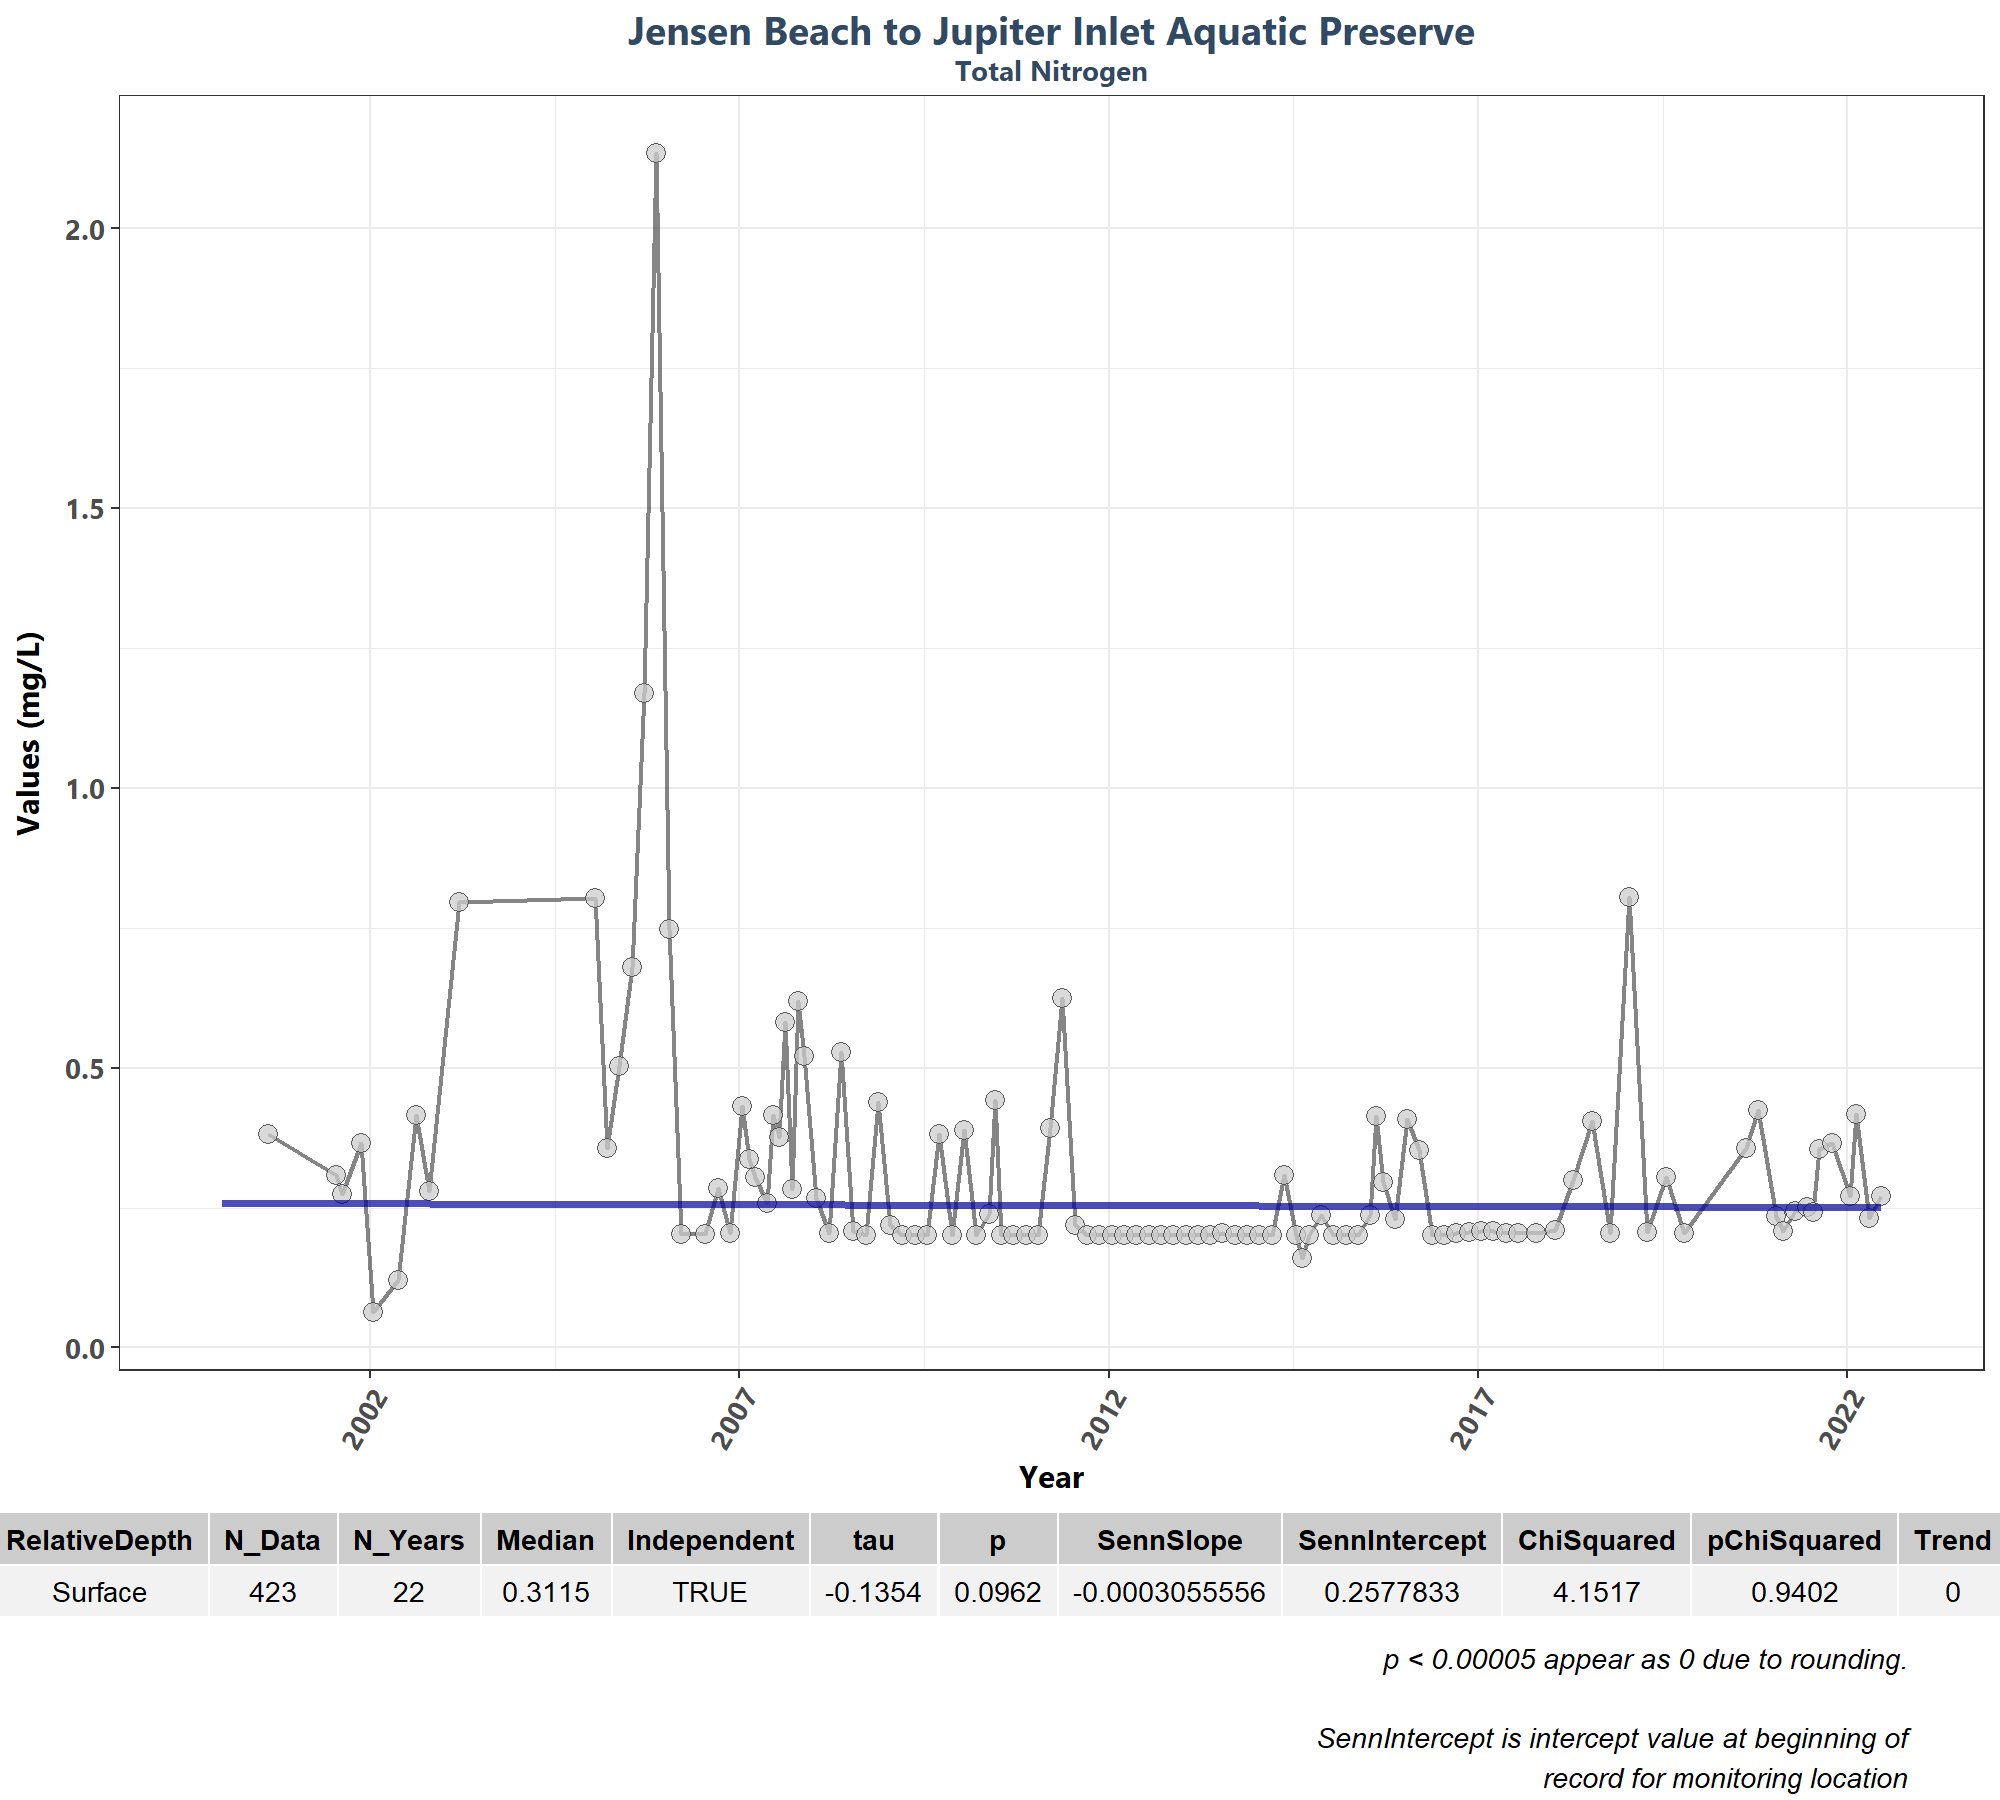 Jensen Beach to Jupiter Inlet Aquatic Preserve
Total Nitrogen
Values (mg/L)
2.0
1.5
1.0
0.5
0.0
2002 2007 2012 2017 2022
Year
RelativeDepth N_Data N_Years Median Independent tau p SennSlope SennIntercept ChiSquared pChiSquared Trend
Surface 423 22 0.3115 TRUE -0.1354 0.0962 -0.0003055556 0.2577833 4.1517 0.9402 0
p < 0.00005 appear as 0 due to rounding.
SennIntercept is intercept value at beginning of
record for monitoring location